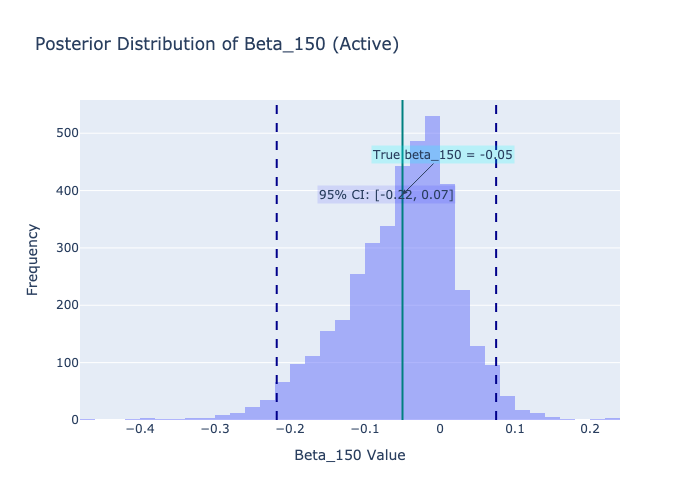 Posterior Distribution of Beta_150 (Active)
500
True beta_150 = -0.05
400
95% CI: [-0.22, 0.07]
Frequency
300
200
100
0
−0.4
−0.3
−0.2
−0.1
0
0.1
0.2
Beta_150 Value